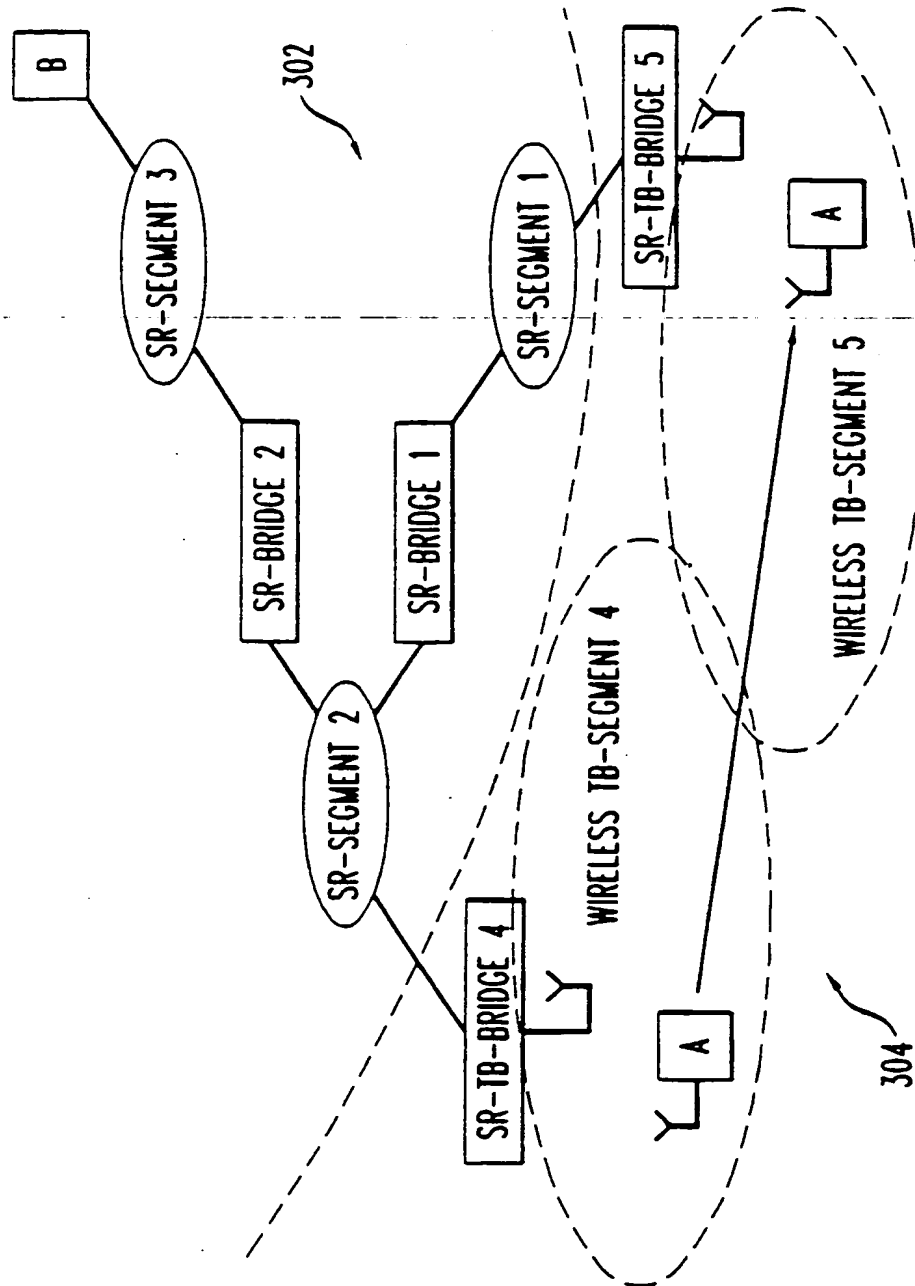 B
302
SR-SEGMENT 3
SR-BRIDGE 2
SR-SEGMENT 2
SR-BRIDGE 1
SR-SEGMENT 1
SR-TB-BRIDGE 4
SR-TB-BRIDGE 5
WIRELESS TB-SEGMENT 4
A
A
WIRELESS TB-SEGMENT 5
304